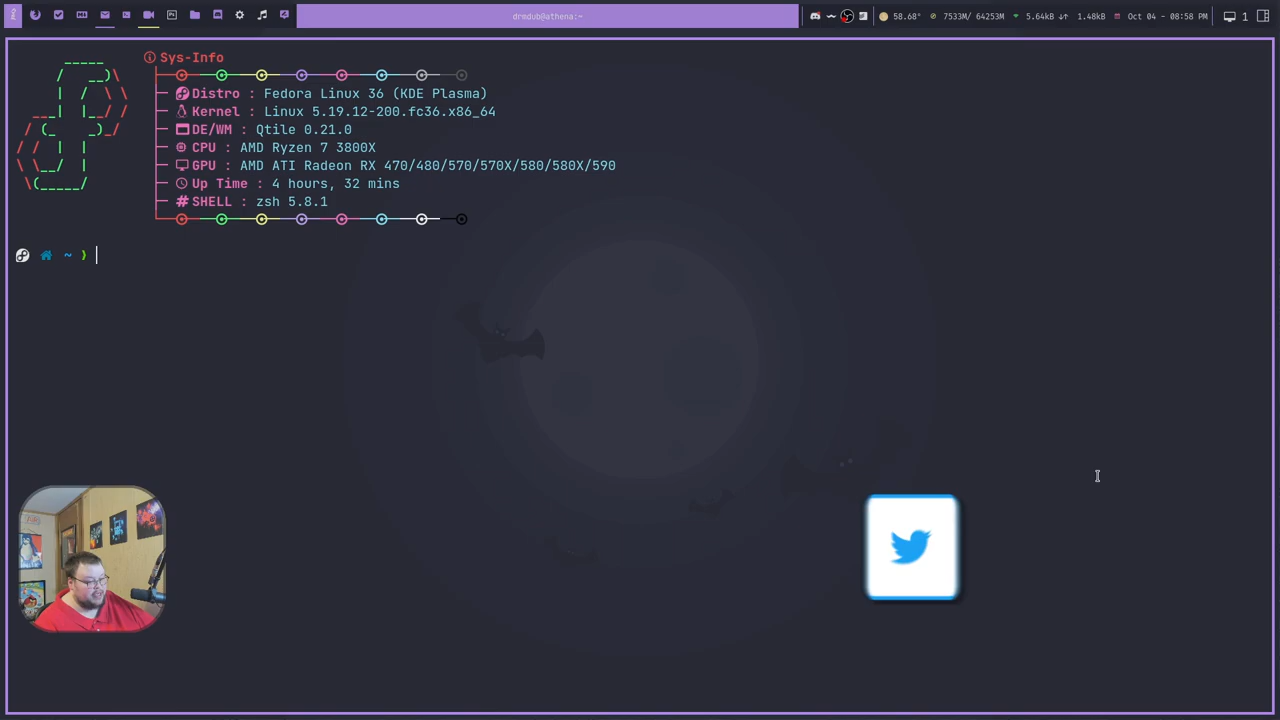 drmdub@athena:~
58.68° 7533M/ 64253M 5.64kB ↓↑ 1.48kB Oct 04 - 08:58 PM 1
Sys-Info
Distro : Fedora Linux 36 (KDE Plasma)
Kernel : Linux 5.19.12-200.fc36.x86_64
DE/WM : Qtile 0.21.0
CPU : AMD Ryzen 7 3800X
GPU : AMD ATI Radeon RX 470/480/570/570X/580/580X/590
Up Time : 4 hours, 32 mins
SHELL : zsh 5.8.1
~ ❯